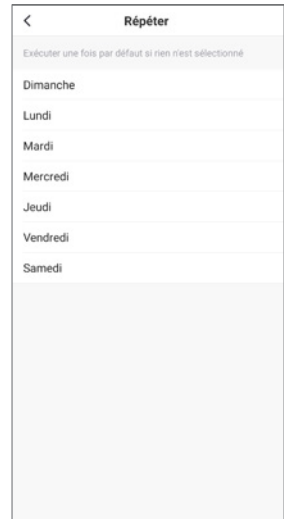 Répéter
Exécuter une fois par défaut si rien n'est sélectionné
Dimanche
Lundi
Mardi
Mercredi
Jeudi
Vendredi
Samedi